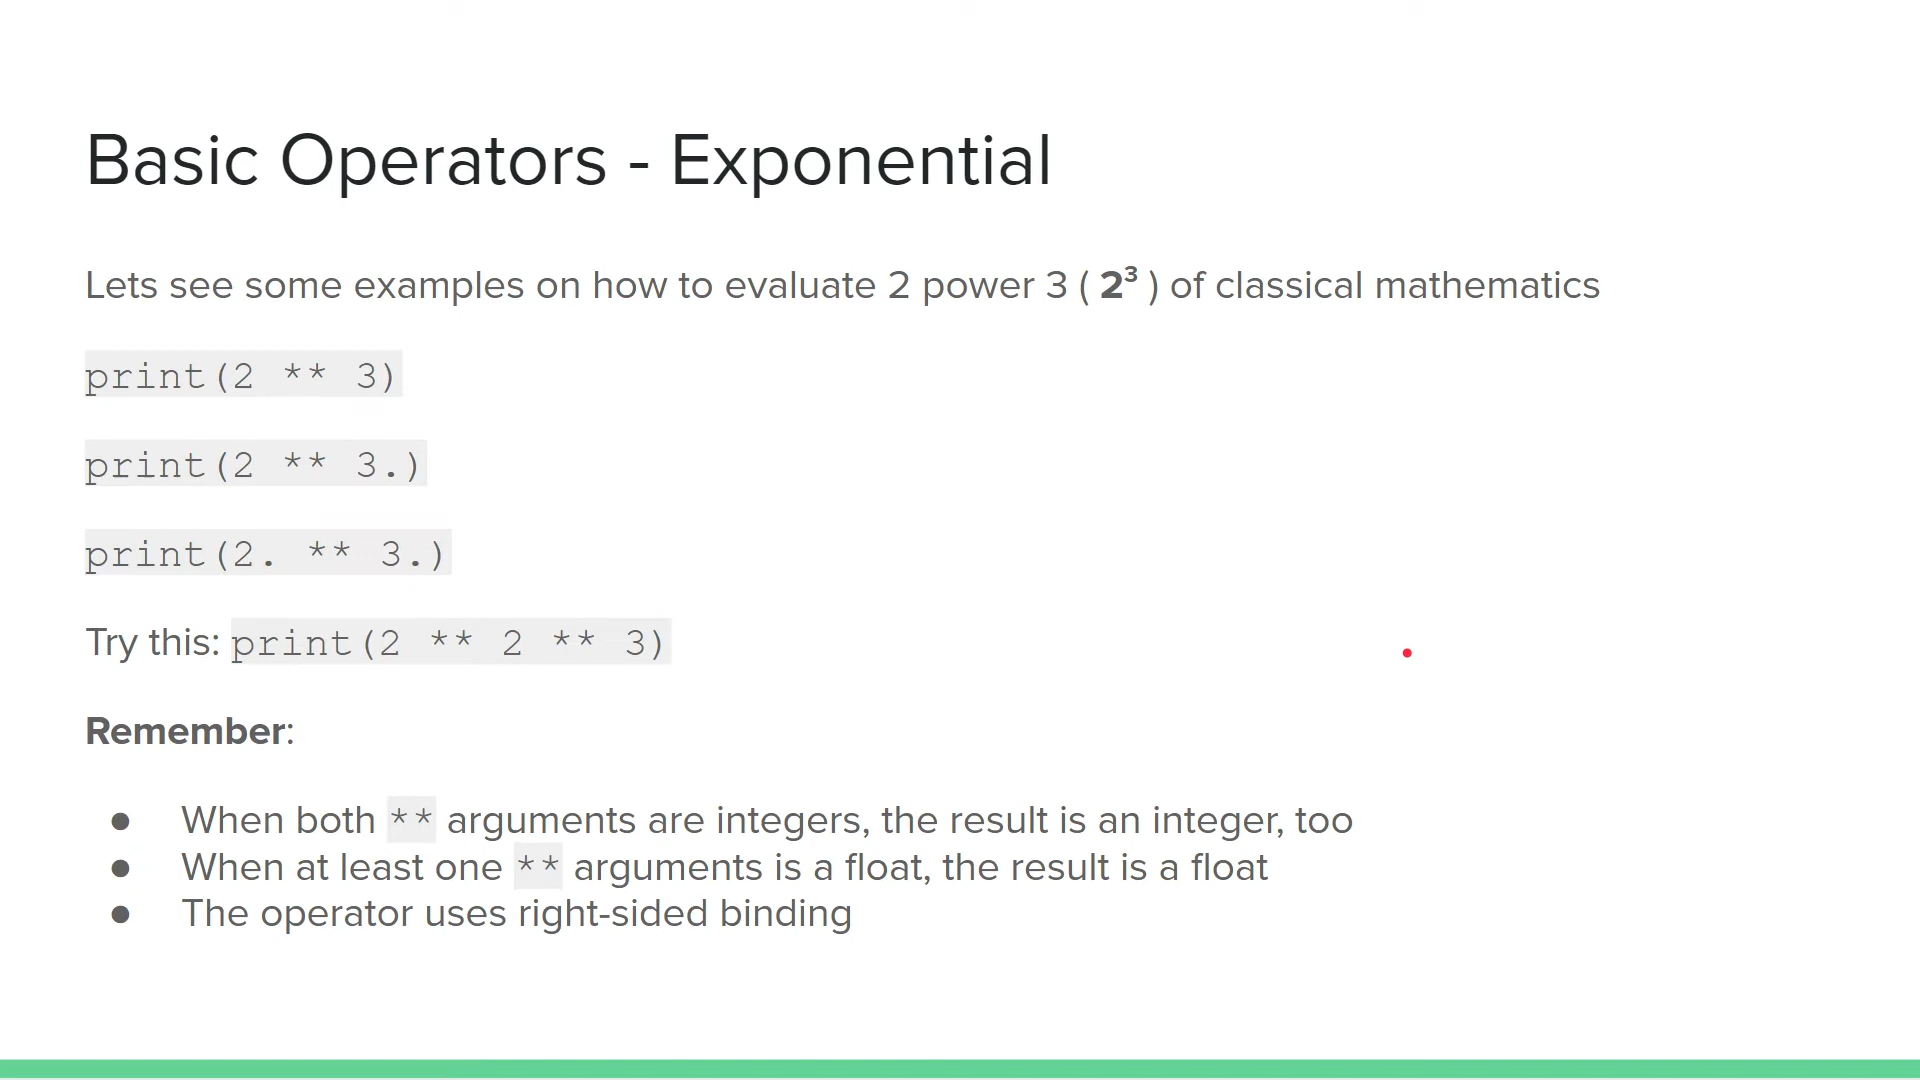 Basic Operators - Exponential
Lets see some examples on how to evaluate 2 power 3 ( 2³ ) of classical mathematics
print(2 ** 3)
print(2 ** 3.)
print(2. ** 3.)
Try this: print(2 ** 2 ** 3)
Remember:
● When both ** arguments are integers, the result is an integer, too
● When at least one ** arguments is a float, the result is a float
● The operator uses right-sided binding